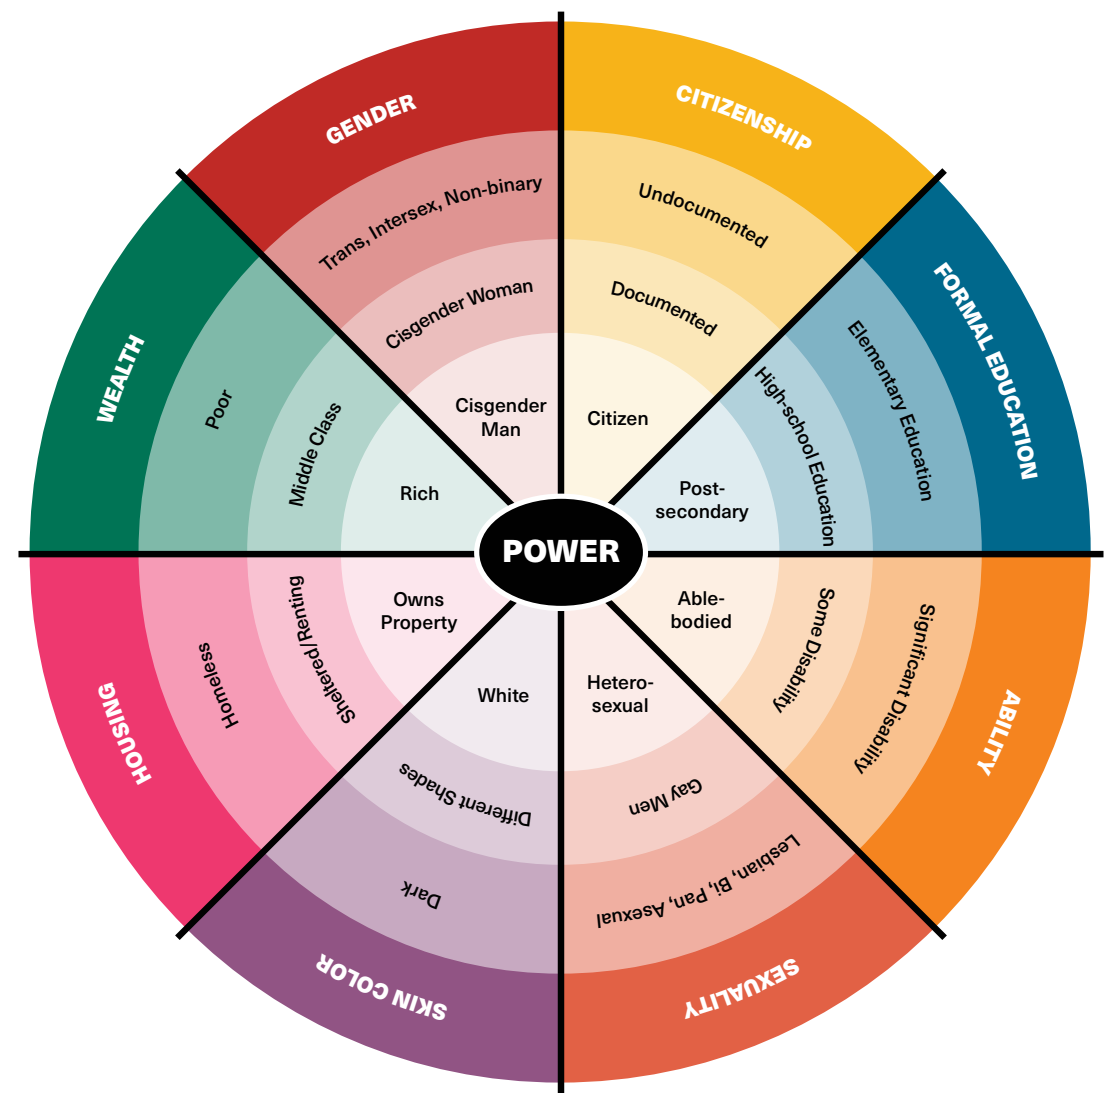 GENDER
Trans, Intersex, Non-binary
Cisgender Woman
Cisgender
Man
CITIZENSHIP
Undocumented
Documented
Citizen
FORMAL EDUCATION
Elementary Education
High-school Education
Post-
secondary
ABILITY
Significant Disability
Some Disability
Able-
bodied
SEXUALITY
Lesbian, Bi, Pan, Asexual
Gay Men
Hetero-
sexual
SKIN COLOR
Dark
Different Shades
White
HOUSING
Homeless
Sheltered/Renting
Owns
Property
WEALTH
Poor
Middle Class
Rich
POWER